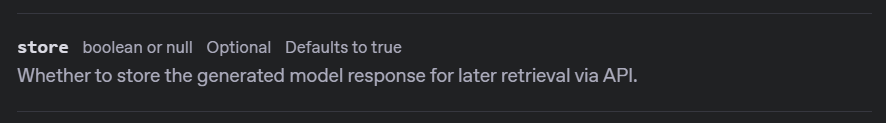 store boolean or null Optional Defaults to true
Whether to store the generated model response for later retrieval via API.